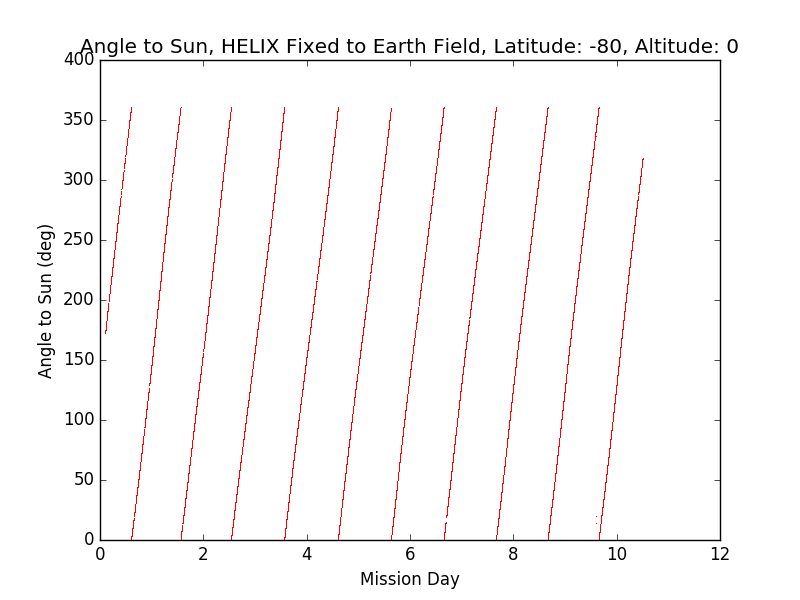 Angle to Sun, HELIX Fixed to Earth Field, Latitude: -80, Altitude: 0
400
350
300
250
200
150
100
50
0
Angle to Sun (deg)
0 2 4 6 8 10 12
Mission Day